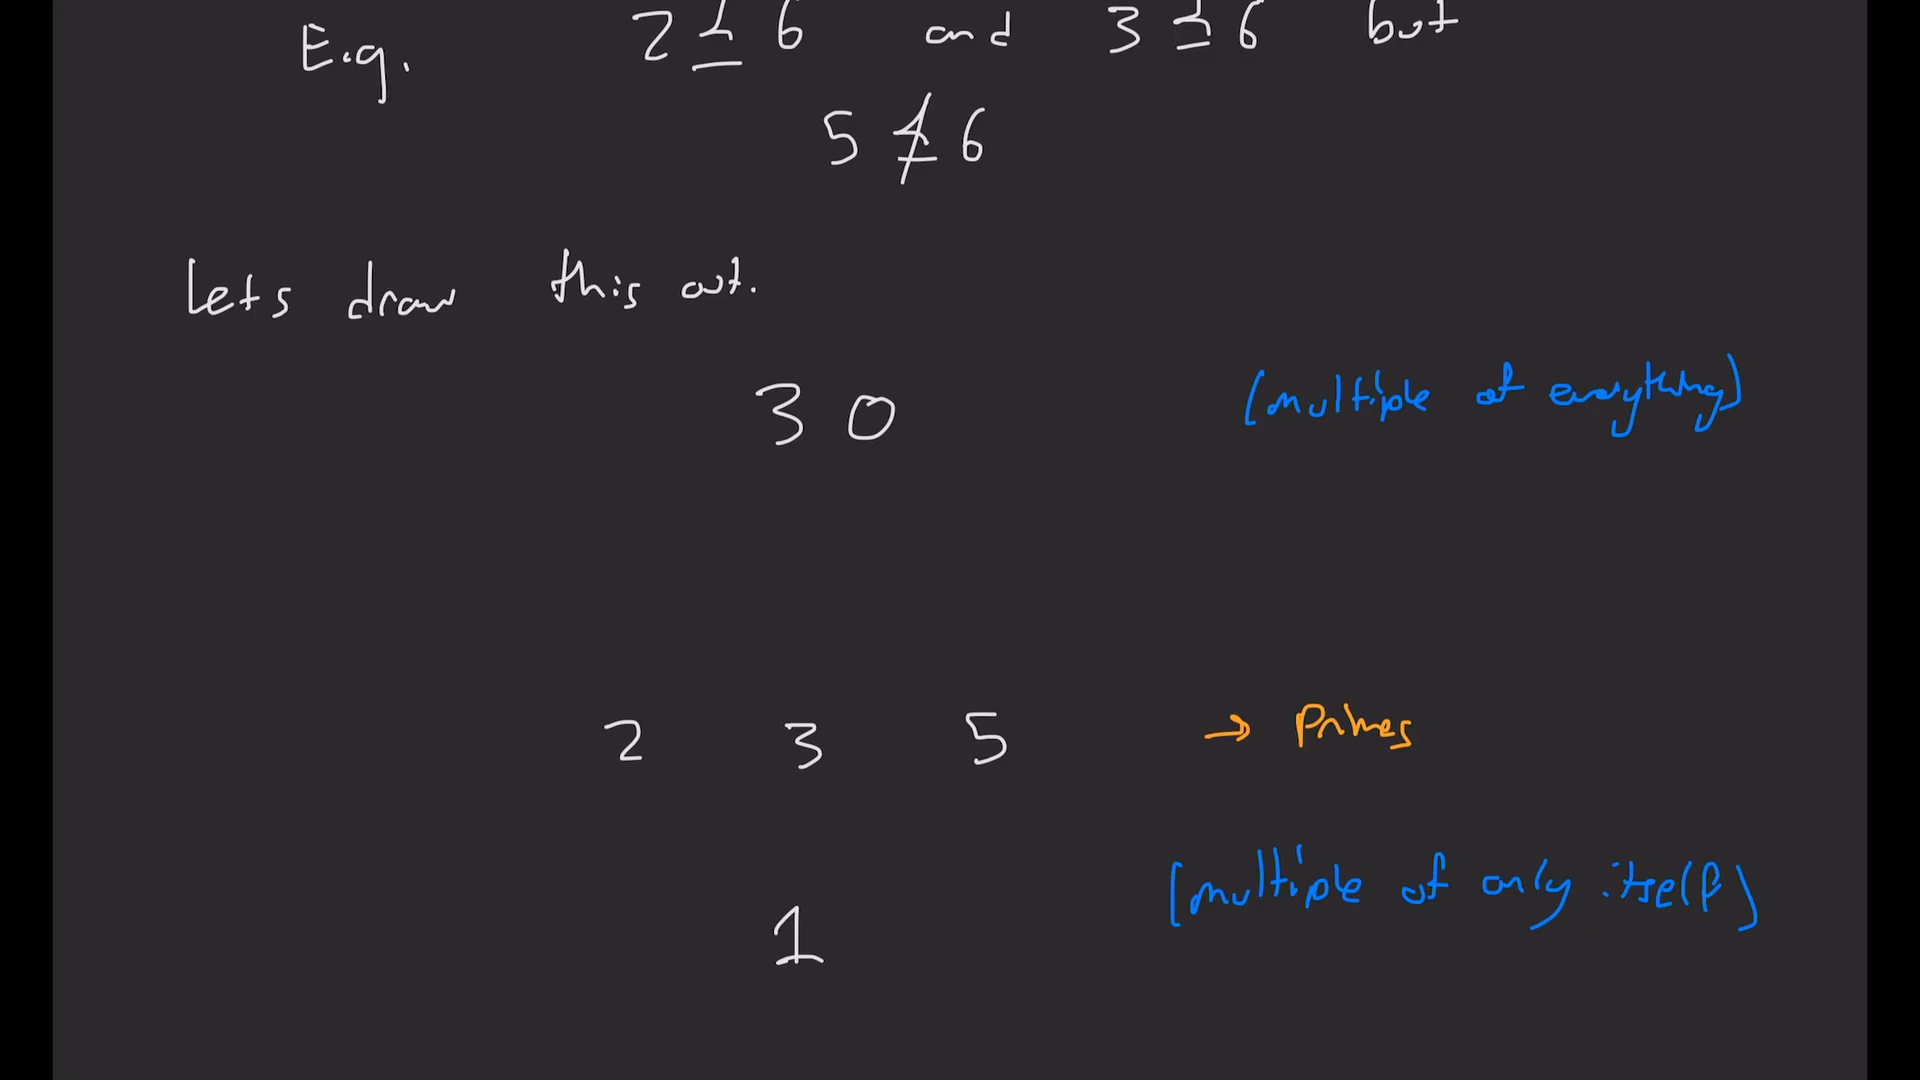 E.g. 2 ⪯ 6 and 3 ⪯ 6 but
5 ⪯̸ 6
Lets draw this out.
30 (multiple of everything)
2 3 5 → Primes
1 (multiple of only itself)